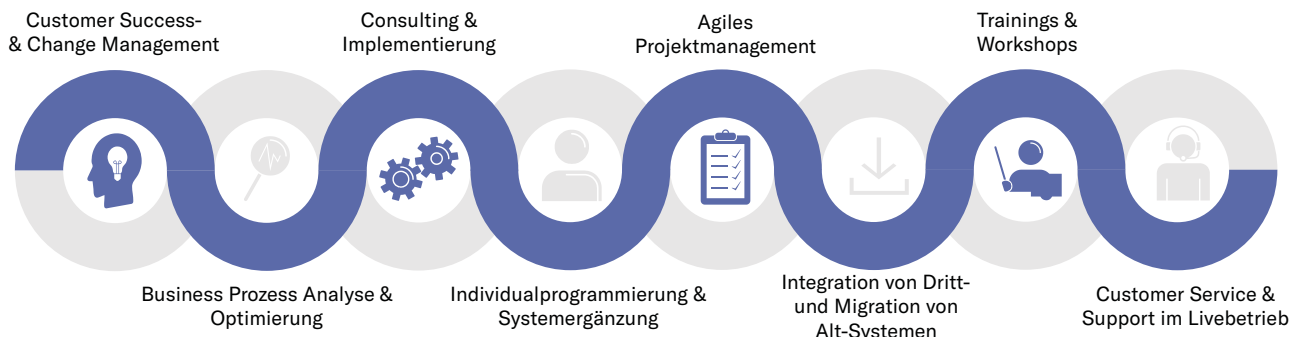 Customer Success-
& Change Management
Business Prozess Analyse &
Optimierung
Consulting &
Implementierung
Individualprogrammierung &
Systemergänzung
Agiles
Projektmanagement
Integration von Dritt-
und Migration von
Alt-Systemen
Trainings &
Workshops
Customer Service &
Support im Livebetrieb